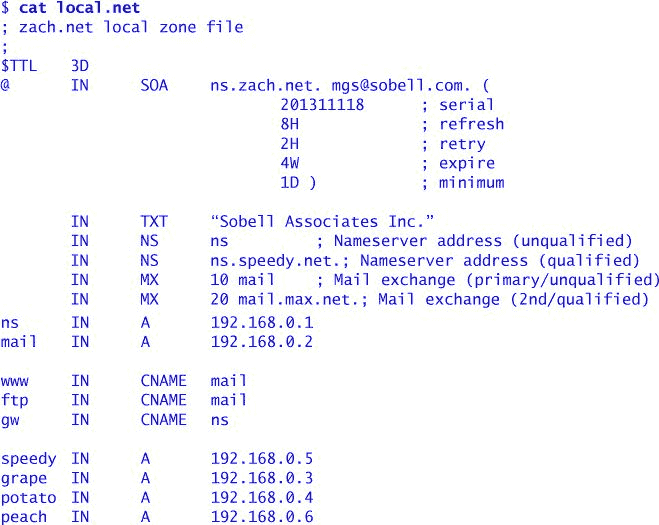 $ cat local.net
; zach.net local zone file
;
$TTL 3D
@ IN SOA ns.zach.net. mgs@sobell.com. (
201311118 ; serial
8H ; refresh
2H ; retry
4W ; expire
1D ) ; minimum
IN TXT “Sobell Associates Inc.”
IN NS ns ; Nameserver address (unqualified)
IN NS ns.speedy.net.; Nameserver address (qualified)
IN MX 10 mail ; Mail exchange (primary/unqualified)
IN MX 20 mail.max.net.; Mail exchange (2nd/qualified)
ns IN A 192.168.0.1
mail IN A 192.168.0.2
www IN CNAME mail
ftp IN CNAME mail
gw IN CNAME ns
speedy IN A 192.168.0.5
grape IN A 192.168.0.3
potato IN A 192.168.0.4
peach IN A 192.168.0.6